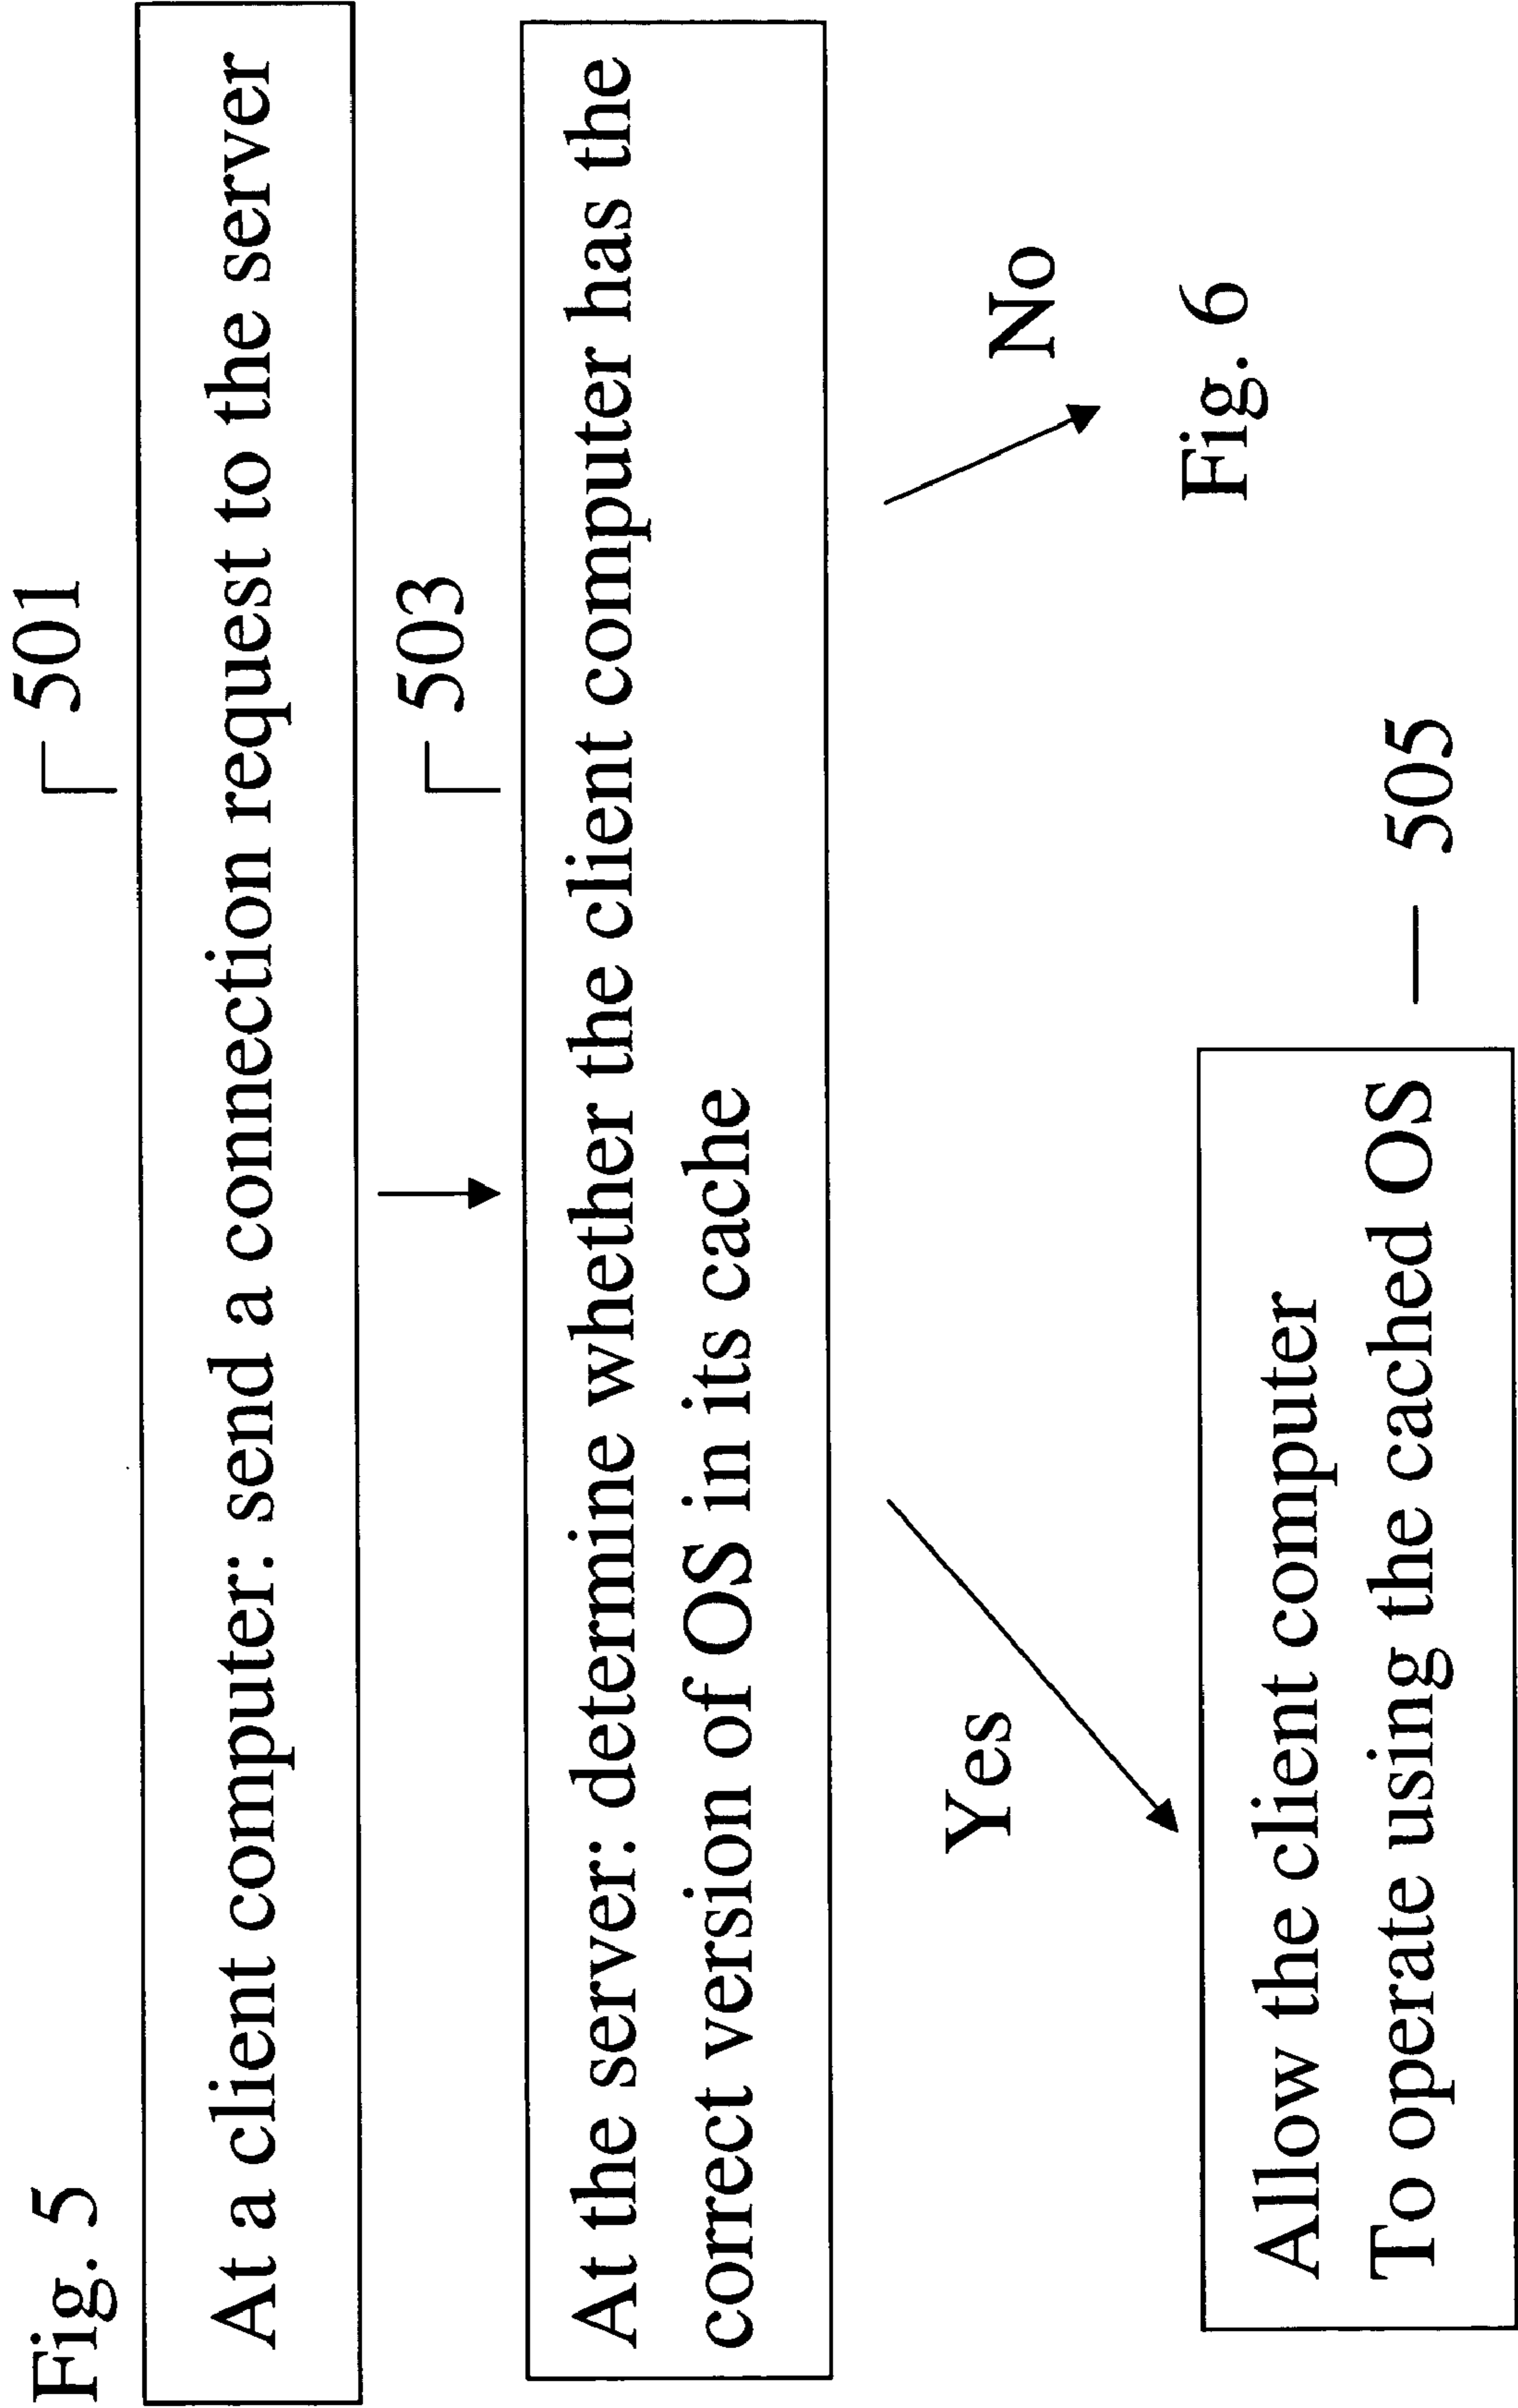 Fig. 5
501
At a client computer: send a connection request to the server
503
At the server: determine whether the client computer has the
correct version of OS in its cache
Yes
No
Fig. 6
Allow the client computer
To operate using the cached OS
505